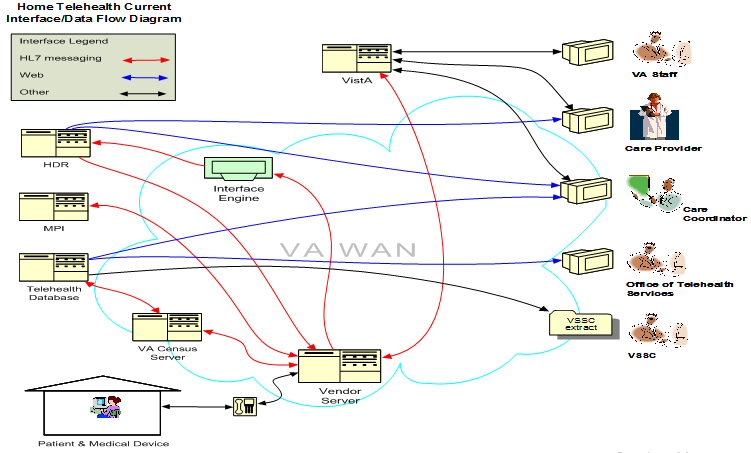 Home Telehealth Current
Interface/Data Flow Diagram
Interface Legend
HL7 messaging
Web
Other
VistA
VA Staff
Care Provider
HDR
Interface
Engine
MPI
Care
Coordinator
VA WAN
Telehealth
Database
Office of Telehealth
Services
VSSC
extract
VSSC
VA Census
Server
Vendor
Server
Patient & Medical Device